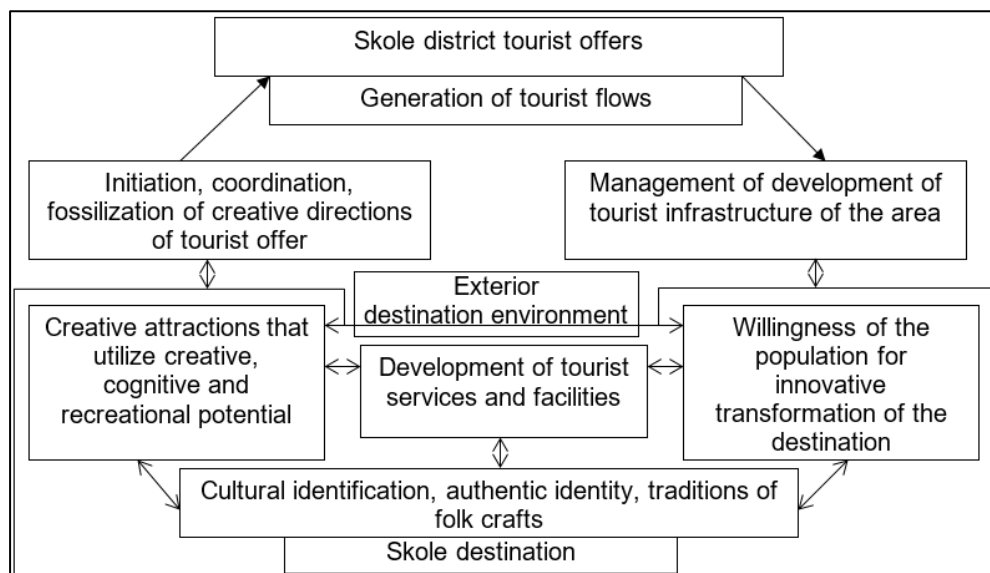 Skole district tourist offers
Generation of tourist flows
Initiation, coordination,
fossilization of creative directions
of tourist offer
Management of development of
tourist infrastructure of the area
Exterior
destination environment
Creative attractions that
utilize creative,
cognitive and
recreational potential
Development of tourist
services and facilities
Willingness of the
population for
innovative
transformation of the
destination
Cultural identification, authentic identity, traditions of
folk crafts
Skole destination